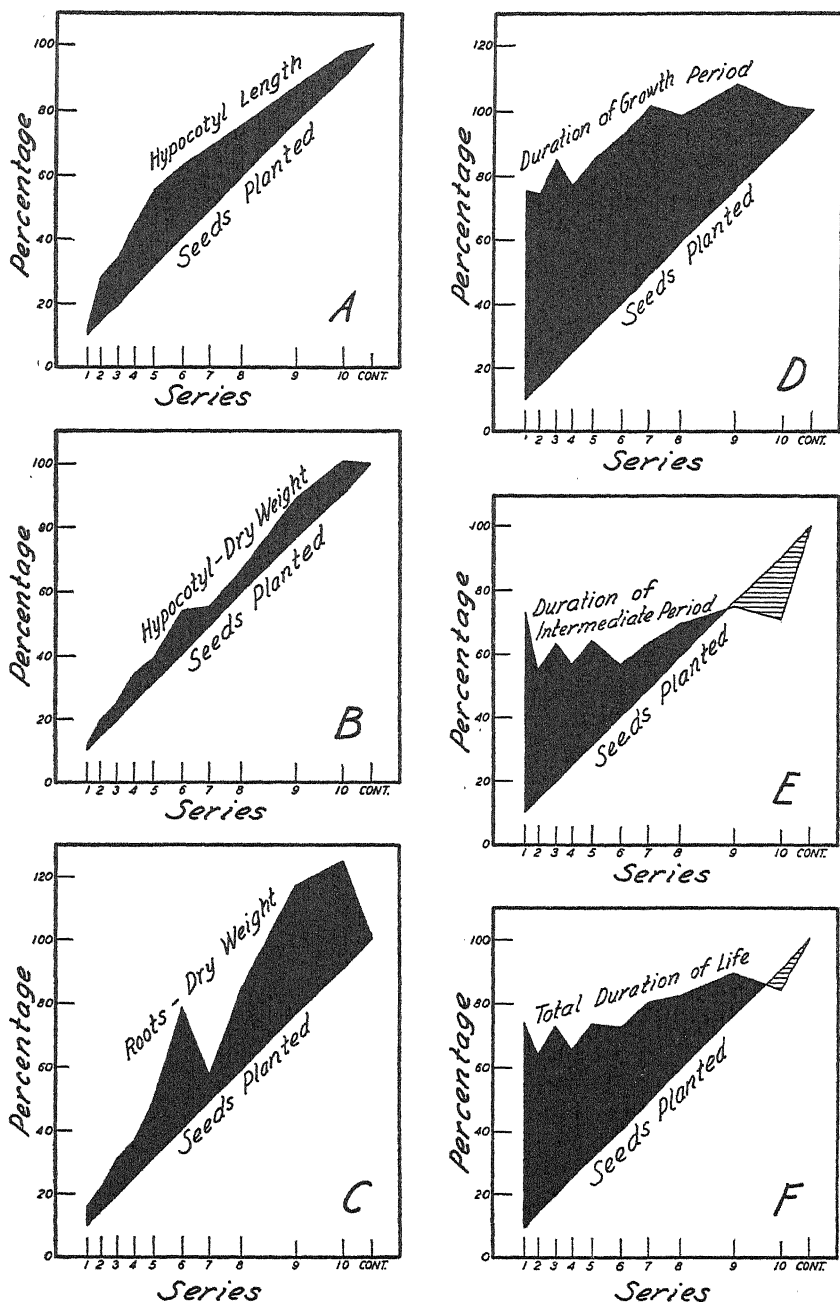 100
80
60
40
20
0
Percentage
Hypocotyl Length
Seeds Planted
A
1 2 3 4 5 6 7 8 9 10 CONT.
Series
100
80
60
40
20
0
Percentage
Hypocotyl-Dry Weight
Seeds Planted
B
1 2 3 4 5 6 7 8 9 10 CONT.
Series
120
100
80
60
40
20
0
Percentage
Roots-Dry Weight
Seeds Planted
C
1 2 3 4 5 6 7 8 9 10 CONT.
Series
120
100
80
60
40
20
0
Percentage
Duration of Growth Period
Seeds Planted
D
1 2 3 4 5 6 7 8 9 10 CONT.
Series
100
80
60
40
20
0
Percentage
Duration of
Intermediate Period
Seeds Planted
E
1 2 3 4 5 6 7 8 9 10 CONT.
Series
100
80
60
40
20
0
Percentage
Total Duration of Life
Seeds Planted
F
1 2 3 4 5 6 7 8 9 10 CONT.
Series